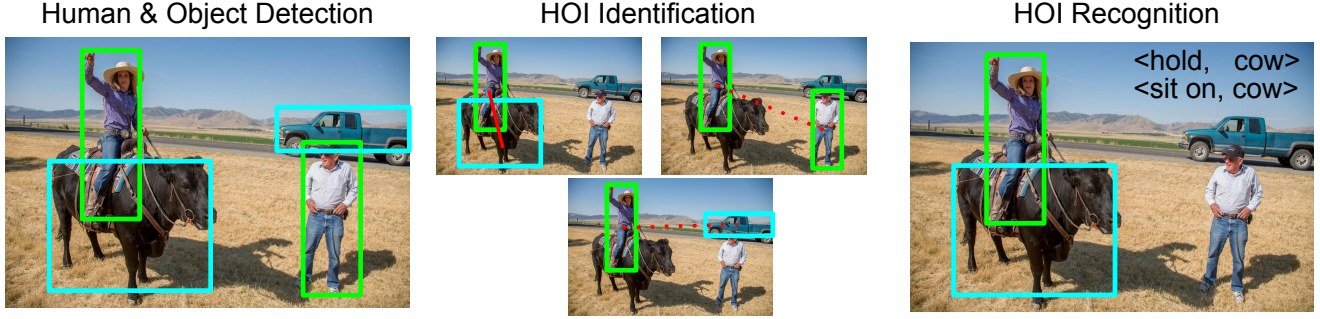 Human & Object Detection
HOI Identification
HOI Recognition
<hold, cow>
<sit on, cow>